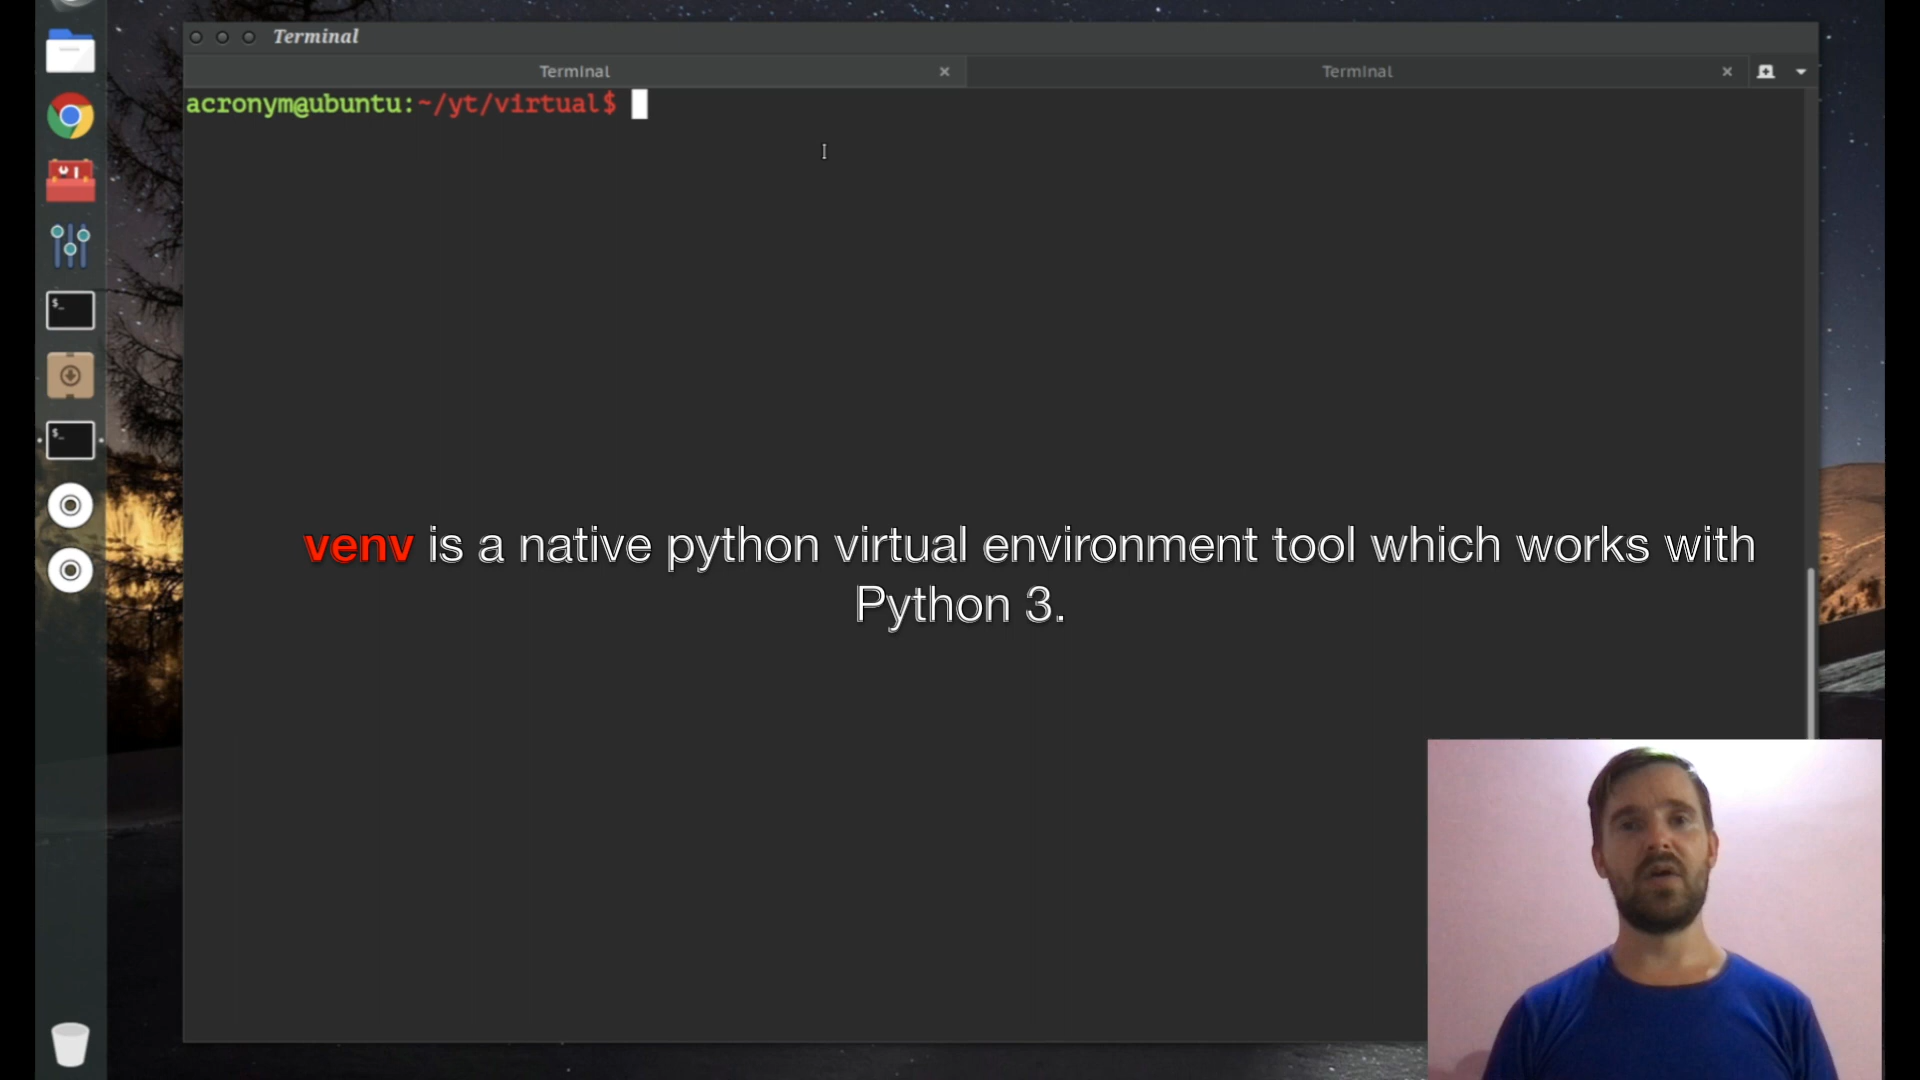 Terminal
Terminal
Terminal
acronym@ubuntu:~/yt/virtual$
venv is a native python virtual environment tool which works with
Python 3.